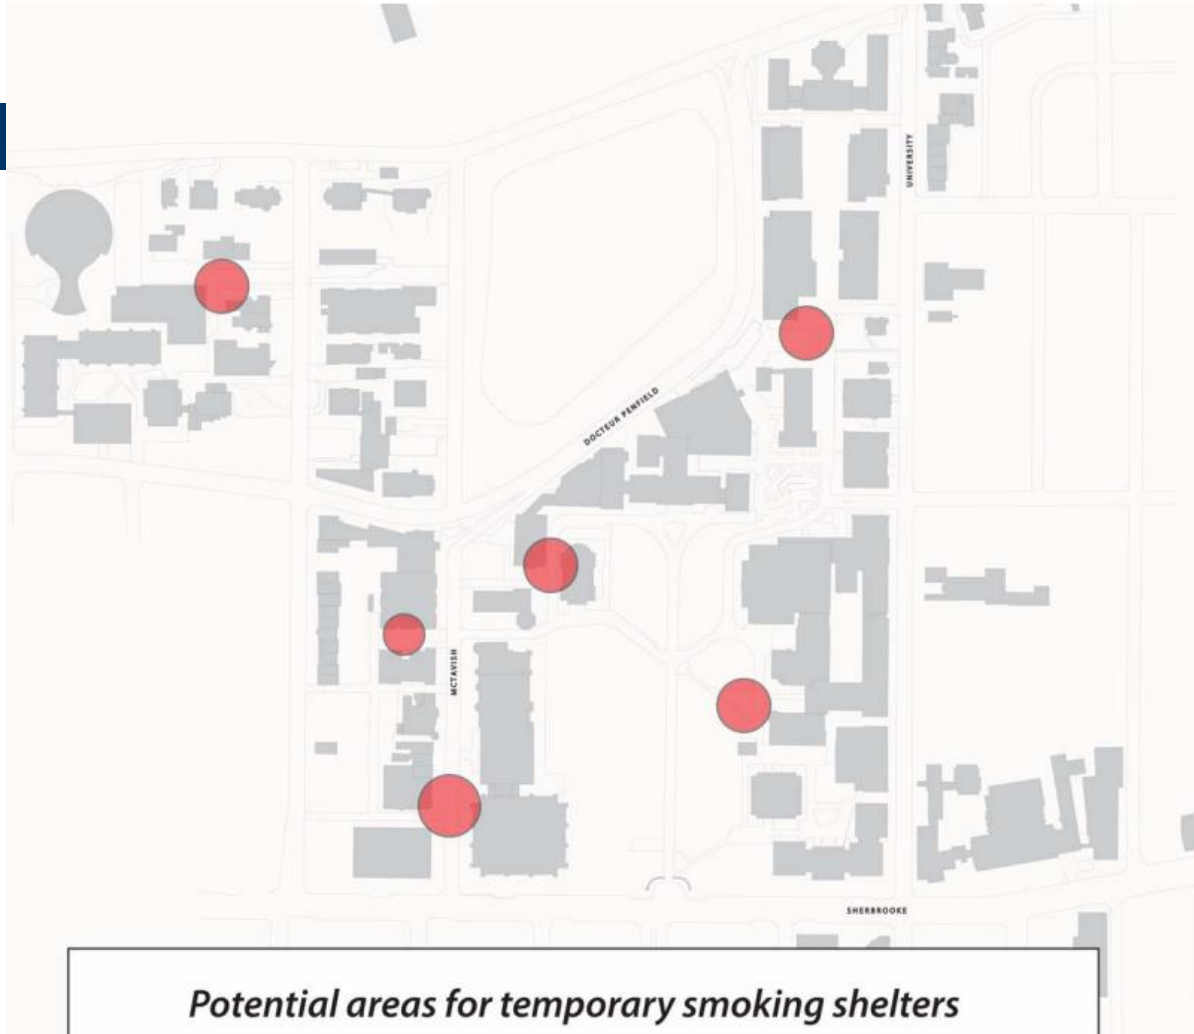 UNIVERSITY
DOCTEUR PENFIELD
MCTAVISH
SHERBROOKE
Potential areas for temporary smoking shelters